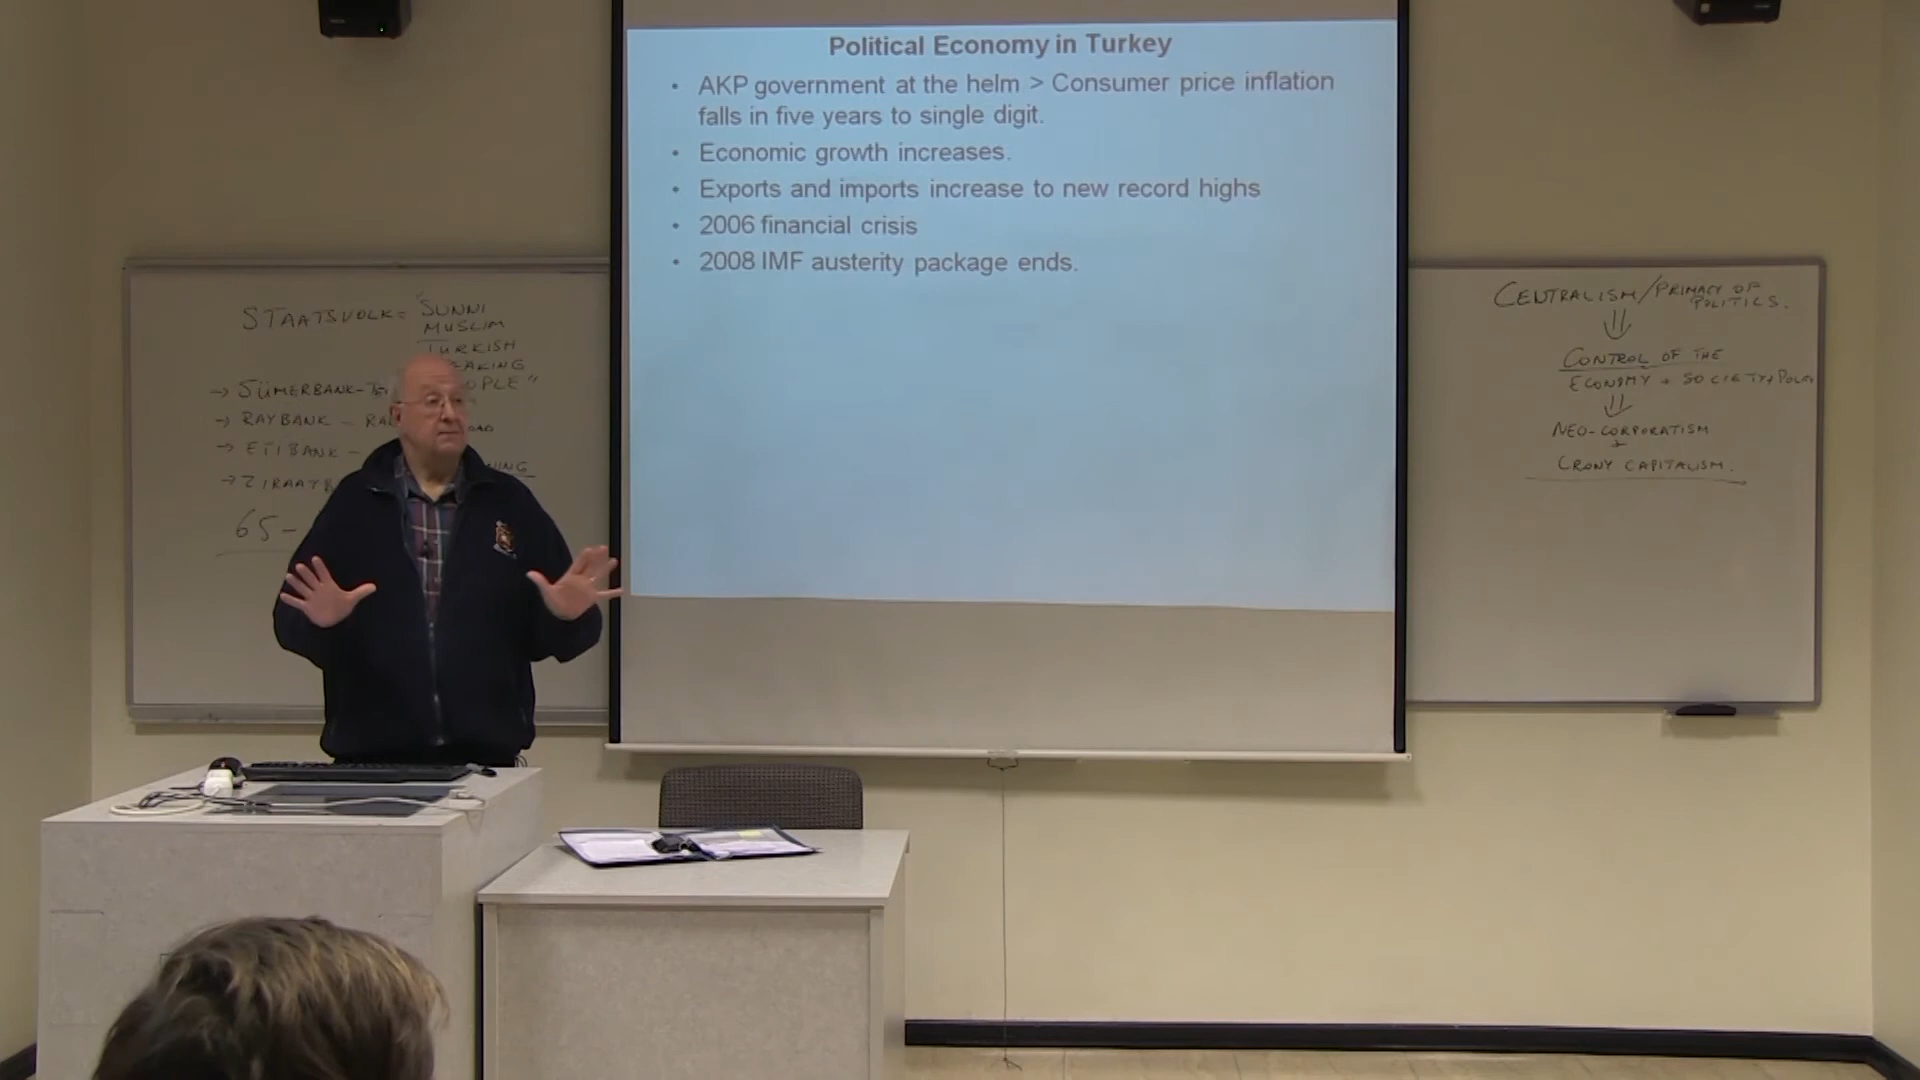 Political Economy in Turkey
• AKP government at the helm > Consumer price inflation
falls in five years to single digit.
• Economic growth increases.
• Exports and imports increase to new record highs
• 2006 financial crisis
• 2008 IMF austerity package ends.
STAATSVOLK = "SUNNI
MUSLIM
TURKISH
→ SÜMERBANK -
→ RAYBANK -
→ ETIBANK -
65 -
CENTRALISM/PRIMACY OF
POLITICS.
⇓
CONTROL OF THE
ECONOMY + SOCIETY +
⇓
NEO-CORPORATISM
+
CRONY CAPITALISM.